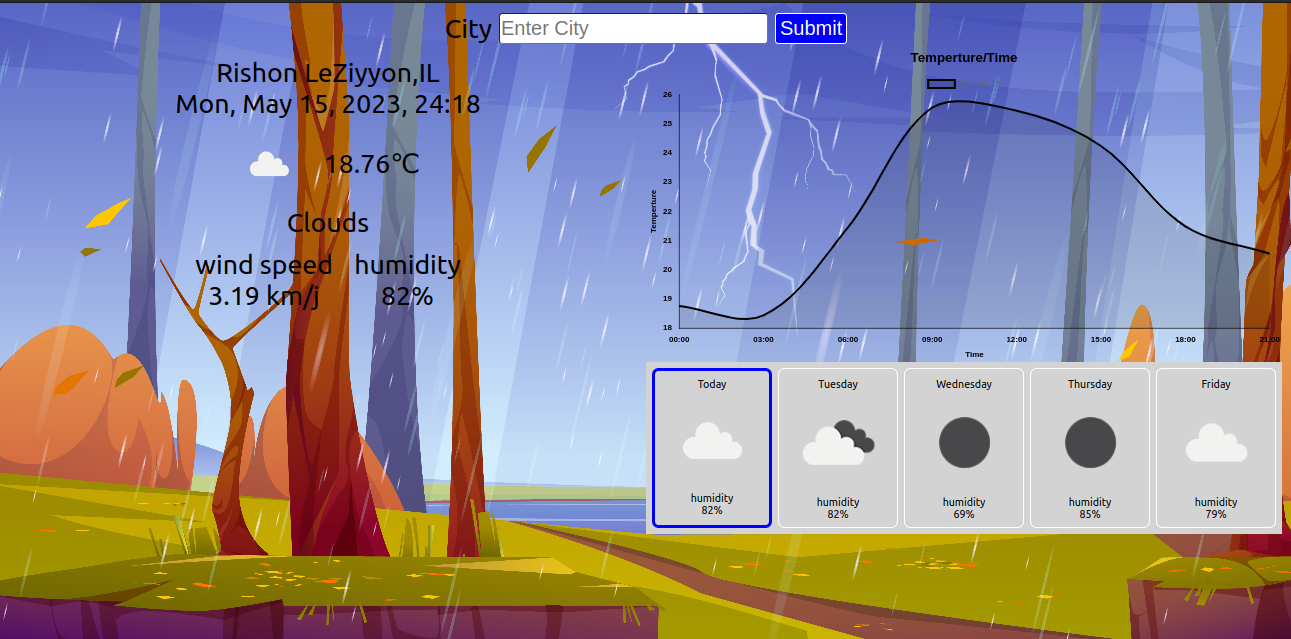 City Enter City Submit
Rishon LeZiyyon,IL
Mon, May 15, 2023, 24:18
18.76℃
Clouds
wind speed humidity
3.19 km/j 82%
Temperture/Time
26
25
24
23
22
21
20
19
18
Temperture
00:00 03:00 06:00 09:00 12:00 15:00 18:00 21:00
Time
Today Tuesday Wednesday Thursday Friday
humidity humidity humidity humidity humidity
82% 82% 69% 85% 79%